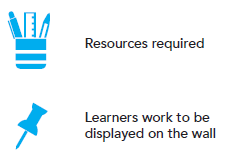 Resources required
Learners work to be
displayed on the wall